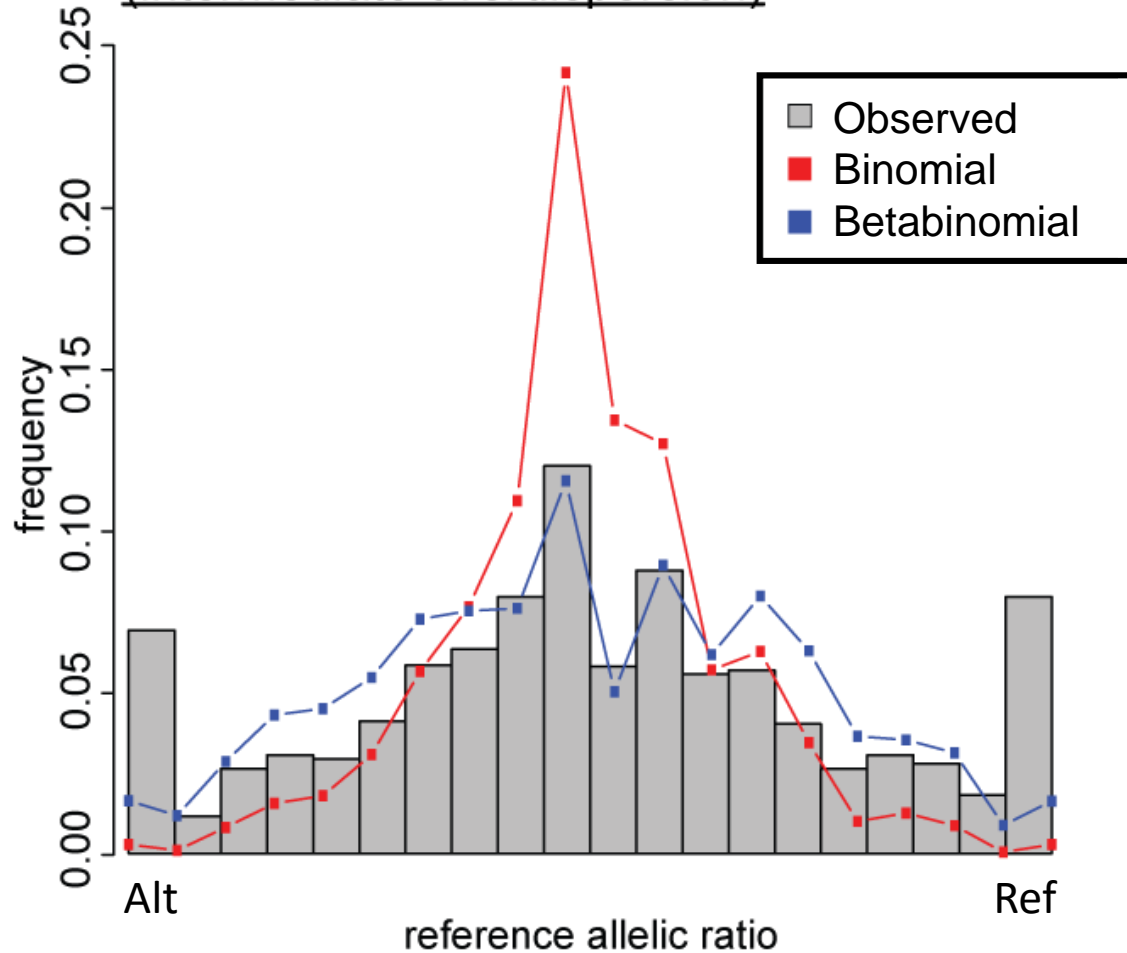 0.25
0.20
0.15
0.10
0.05
0.00
frequency
Observed
Binomial
Betabinomial
Alt
Ref
reference allelic ratio